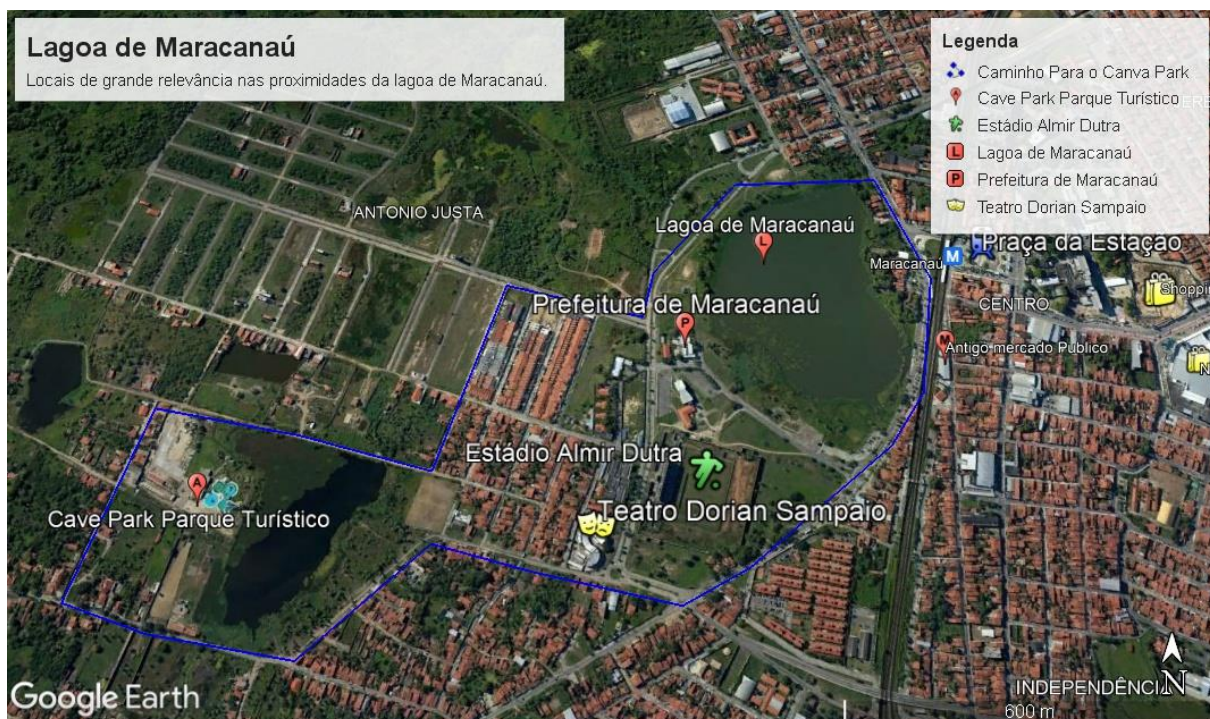 Lagoa de Maracanaú
Locais de grande relevância nas proximidades da lagoa de Maracanaú.
Legenda
Caminho Para o Canva Park
A Cave Park Parque Turístico
Estádio Almir Dutra
L Lagoa de Maracanaú
P Prefeitura de Maracanaú
Teatro Dorian Sampaio
ANTONIO JUSTA
Lagoa de Maracanaú
L
Praça da Estação
Maracanaú
M
Shoppin
Prefeitura de Maracanaú
P
CENTRO
M
Antigo mercado Público
N
Estádio Almir Dutra
A
Teatro Dorian Sampaio
Cave Park Parque Turístico
Google Earth
N
INDEPENDÊNCIA
600 m